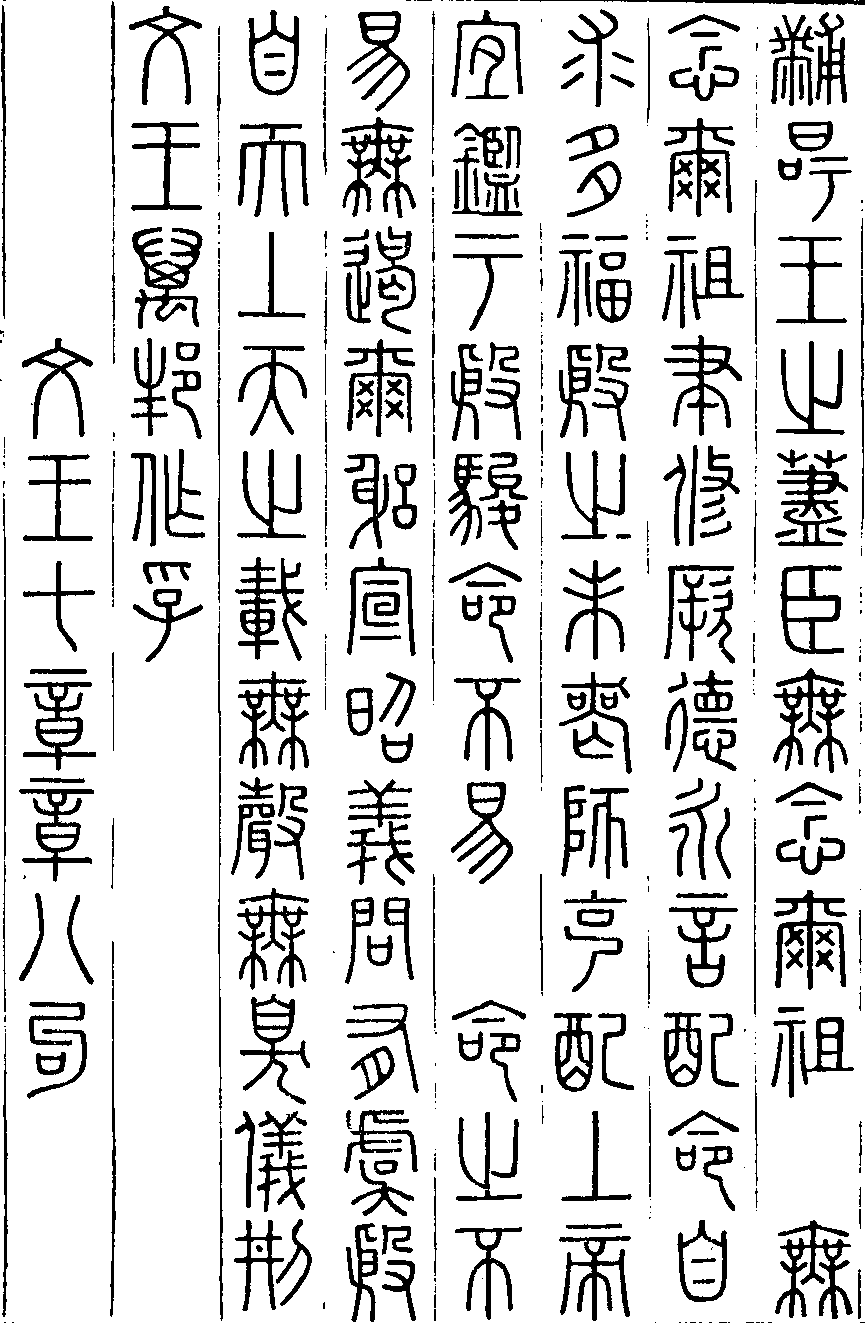 黼冔王之藎臣無念爾祖　無
念爾祖聿修厥德永言配命自
求多福殷之未喪師克配上帝
宜鑑于殷駿命不易　命之不
易無遏爾躬宣昭義問有虞殷
自而上天之載無聲無臭儀刑
文王萬邦作孚
文王七章章八句